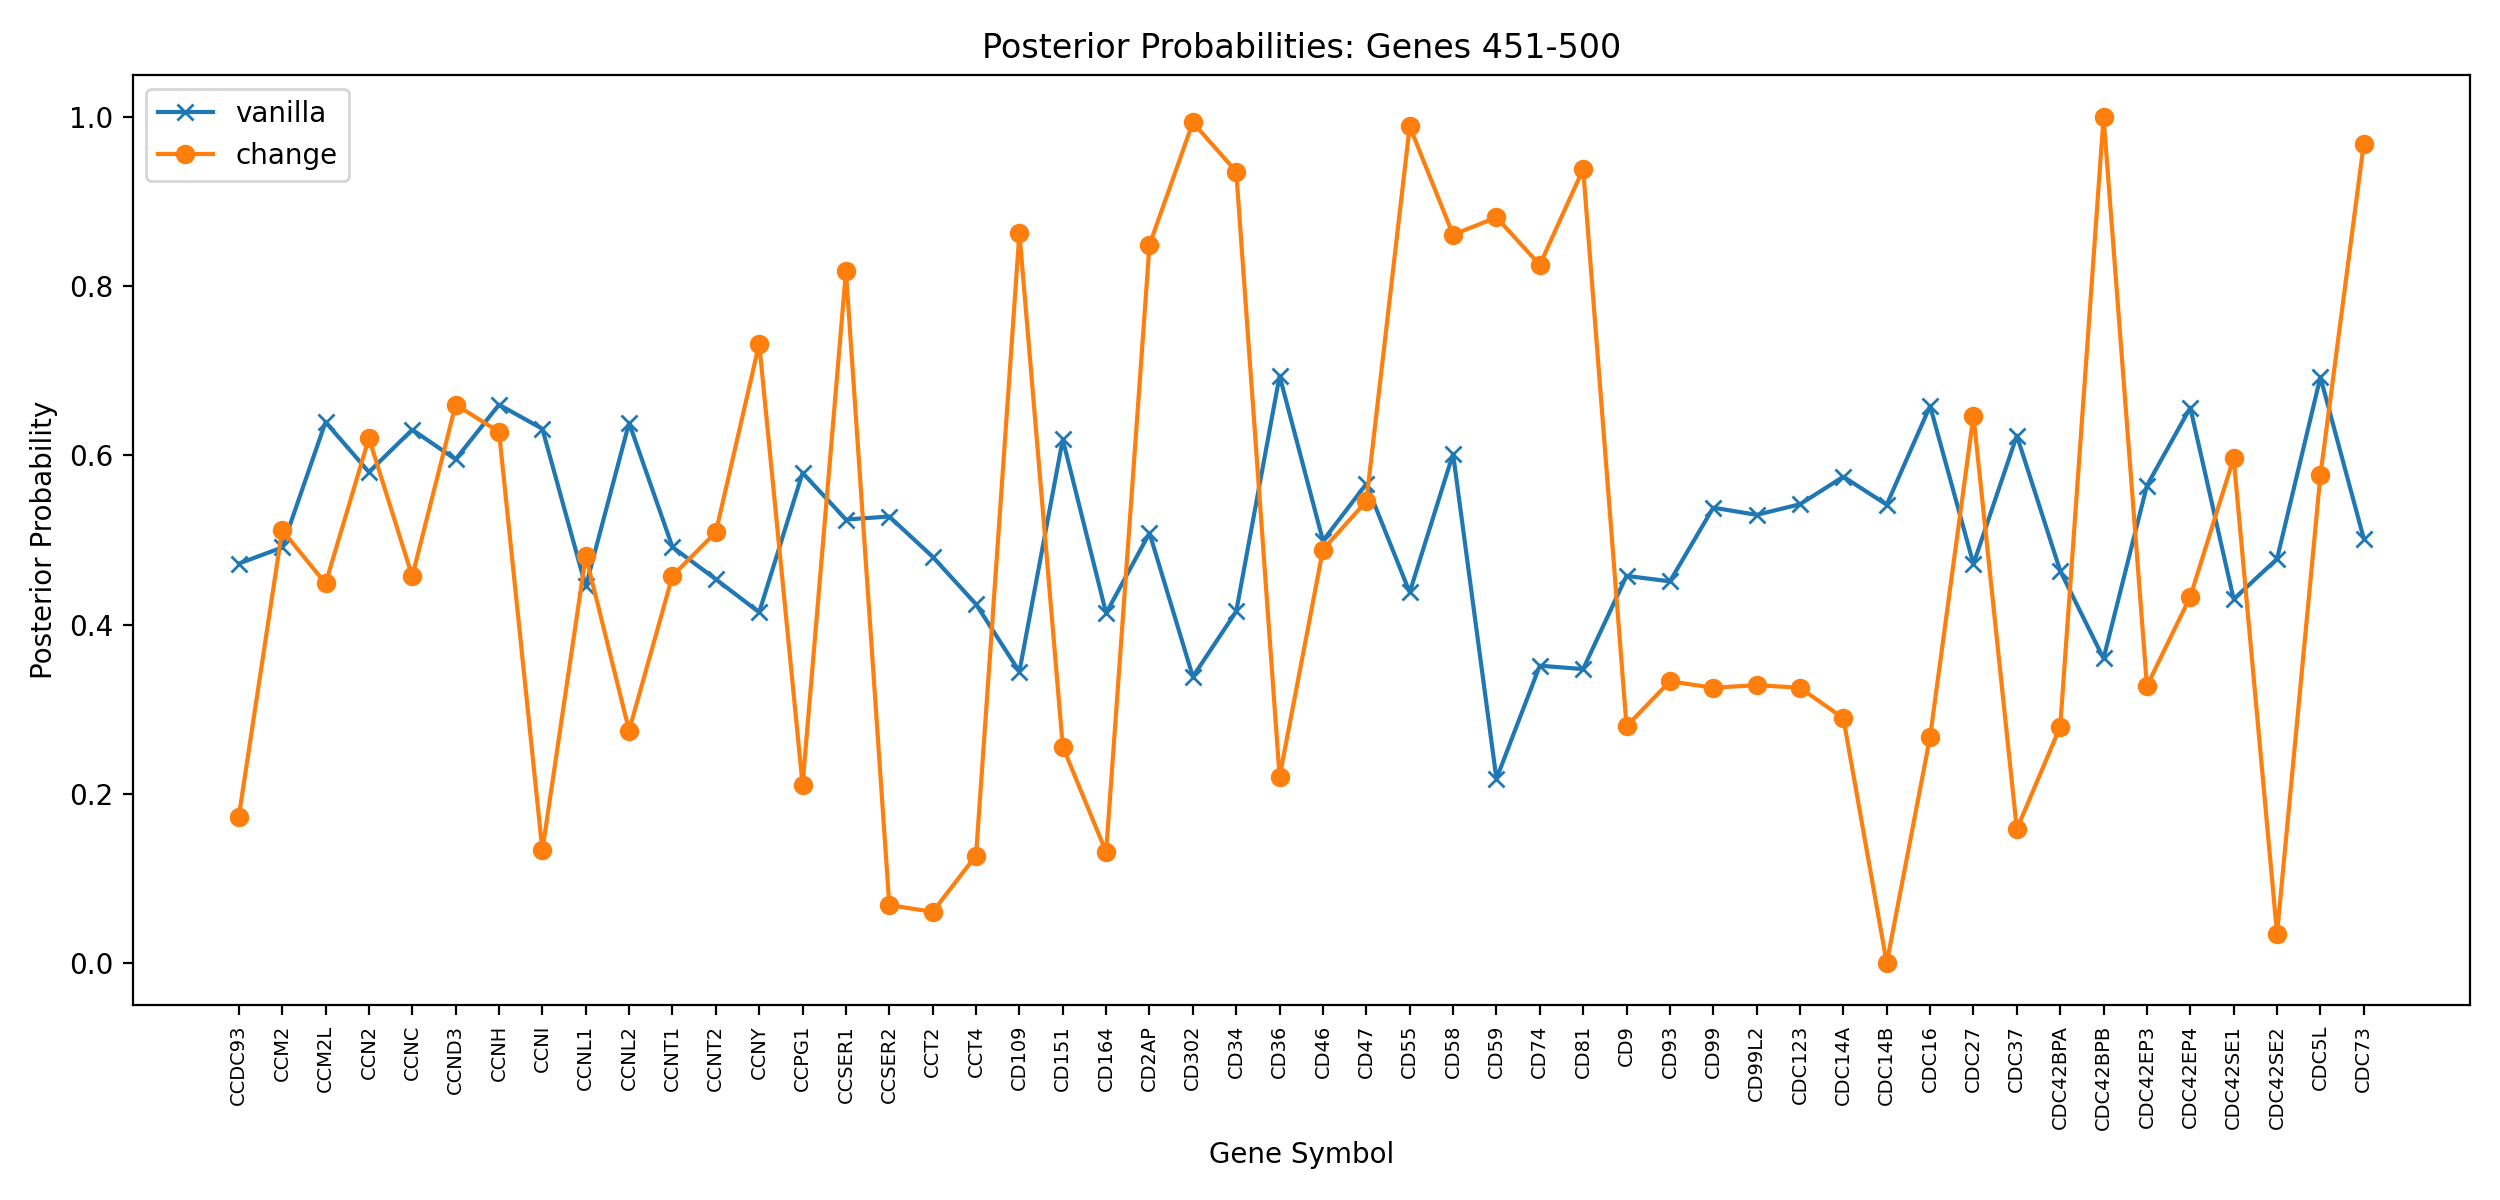 Posterior Probabilities: Genes 451-500
vanilla
change
Posterior Probability
1.0
0.8
0.6
0.4
0.2
0.0
CCDC93
CCM2
CCM2L
CCN2
CCNC
CCND3
CCNH
CCNI
CCNL1
CCNL2
CCNT1
CCNT2
CCNY
CCPG1
CCSER1
CCSER2
CCT2
CCT4
CD109
CD151
CD164
CD2AP
CD302
CD34
CD36
CD46
CD47
CD55
CD58
CD59
CD74
CD81
CD9
CD93
CD99
CD99L2
CDC123
CDC14A
CDC14B
CDC16
CDC27
CDC37
CDC42BPA
CDC42BPB
CDC42EP3
CDC42EP4
CDC42SE1
CDC42SE2
CDC5L
CDC73
Gene Symbol